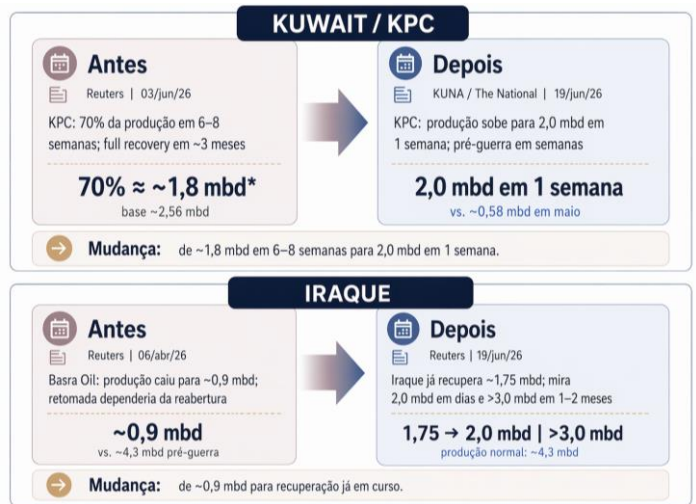 KUWAIT / KPC
Antes
Reuters | 03/jun/26
KPC: 70% da produção em 6–8
semanas; full recovery em ~3 meses
70% ≈ ~1,8 mbd*
base ~2,56 mbd
Depois
KUNA / The National | 19/jun/26
KPC: produção sobe para 2,0 mbd em
1 semana; pré-guerra em semanas
2,0 mbd em 1 semana
vs. ~0,58 mbd em maio
Mudança: de ~1,8 mbd em 6–8 semanas para 2,0 mbd em 1 semana.
IRAQUE
Antes
Reuters | 06/abr/26
Basra Oil: produção caiu para ~0,9 mbd;
retomada dependeria da reabertura
~0,9 mbd
vs. ~4,3 mbd pré-guerra
Depois
Reuters | 19/jun/26
Iraque já recupera ~1,75 mbd; mira
2,0 mbd em dias e >3,0 mbd em 1–2 meses
1,75 → 2,0 mbd | >3,0 mbd
produção normal: ~4,3 mbd
Mudança: de ~0,9 mbd para recuperação já em curso.